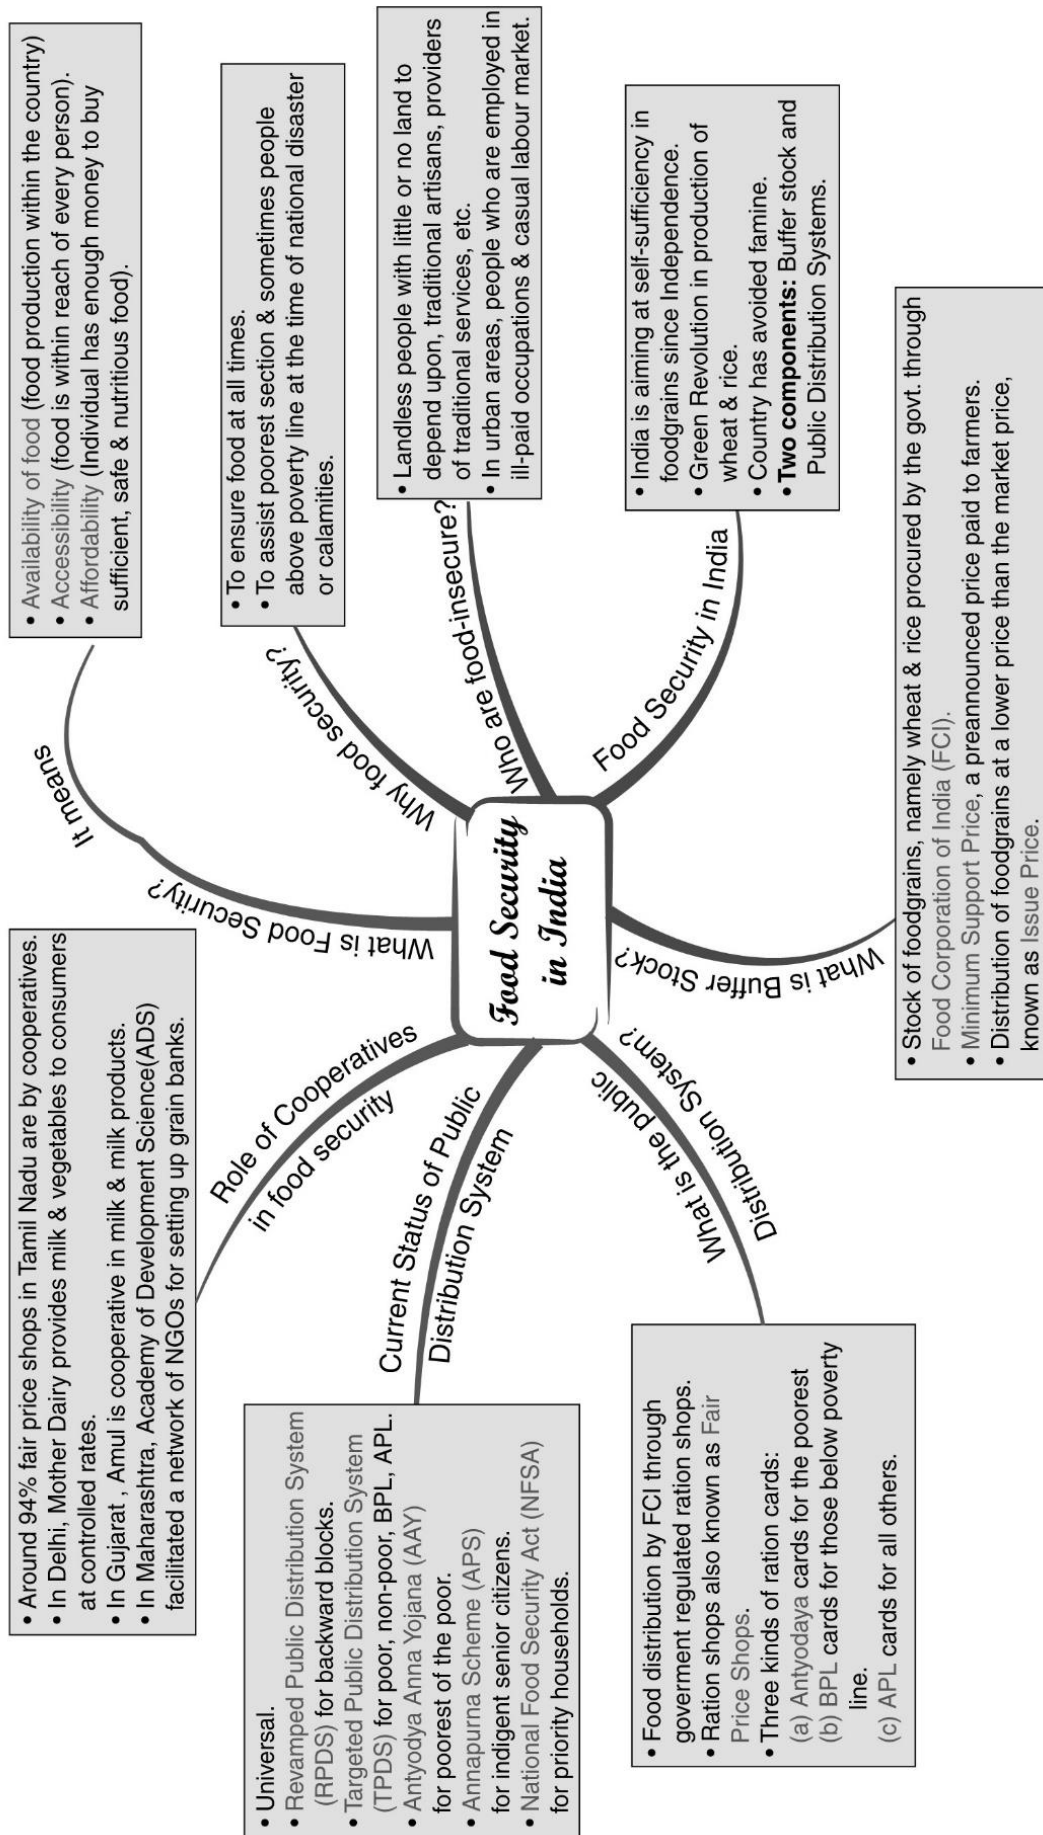 Food Security
in India
What is Food Security?
It means
• Availability of food (food production within the country)
• Accessibility (food is within reach of every person).
• Affordability (Individual has enough money to buy
sufficient, safe & nutritious food).
Why food security?
• To ensure food at all times.
• To assist poorest section & sometimes people
above poverty line at the time of national disaster
or calamities.
Who are food-insecure?
• Landless people with little or no land to
depend upon, traditional artisans, providers
of traditional services, etc.
• In urban areas, people who are employed in
ill-paid occupations & casual labour market.
Food Security in India
• India is aiming at self-sufficiency in
foodgrains since Independence.
• Green Revolution in production of
wheat & rice.
• Country has avoided famine.
• Two components: Buffer stock and
Public Distribution Systems.
What is Buffer Stock?
• Stock of foodgrains, namely wheat & rice procured by the govt. through
Food Corporation of India (FCI).
• Minimum Support Price, a preannounced price paid to farmers.
• Distribution of foodgrains at a lower price than the market price,
known as Issue Price.
What is the public
Distribution System?
• Food distribution by FCI through
government regulated ration shops.
• Ration shops also known as Fair
Price Shops.
• Three kinds of ration cards:
(a) Antyodaya cards for the poorest
(b) BPL cards for those below poverty
line.
(c) APL cards for all others.
Current Status of Public
Distribution System
• Universal.
• Revamped Public Distribution System
(RPDS) for backward blocks.
• Targeted Public Distribution System
(TPDS) for poor, non-poor, BPL, APL.
• Antyodya Anna Yojana (AAY)
for poorest of the poor.
• Annapurna Scheme (APS)
for indigent senior citizens.
• National Food Security Act (NFSA)
for priority households.
Role of Cooperatives
in food security
• Around 94% fair price shops in Tamil Nadu are by cooperatives.
• In Delhi, Mother Dairy provides milk & vegetables to consumers
at controlled rates.
• In Gujarat , Amul is cooperative in milk & milk products.
• In Maharashtra, Academy of Development Science(ADS)
facilitated a network of NGOs for setting up grain banks.